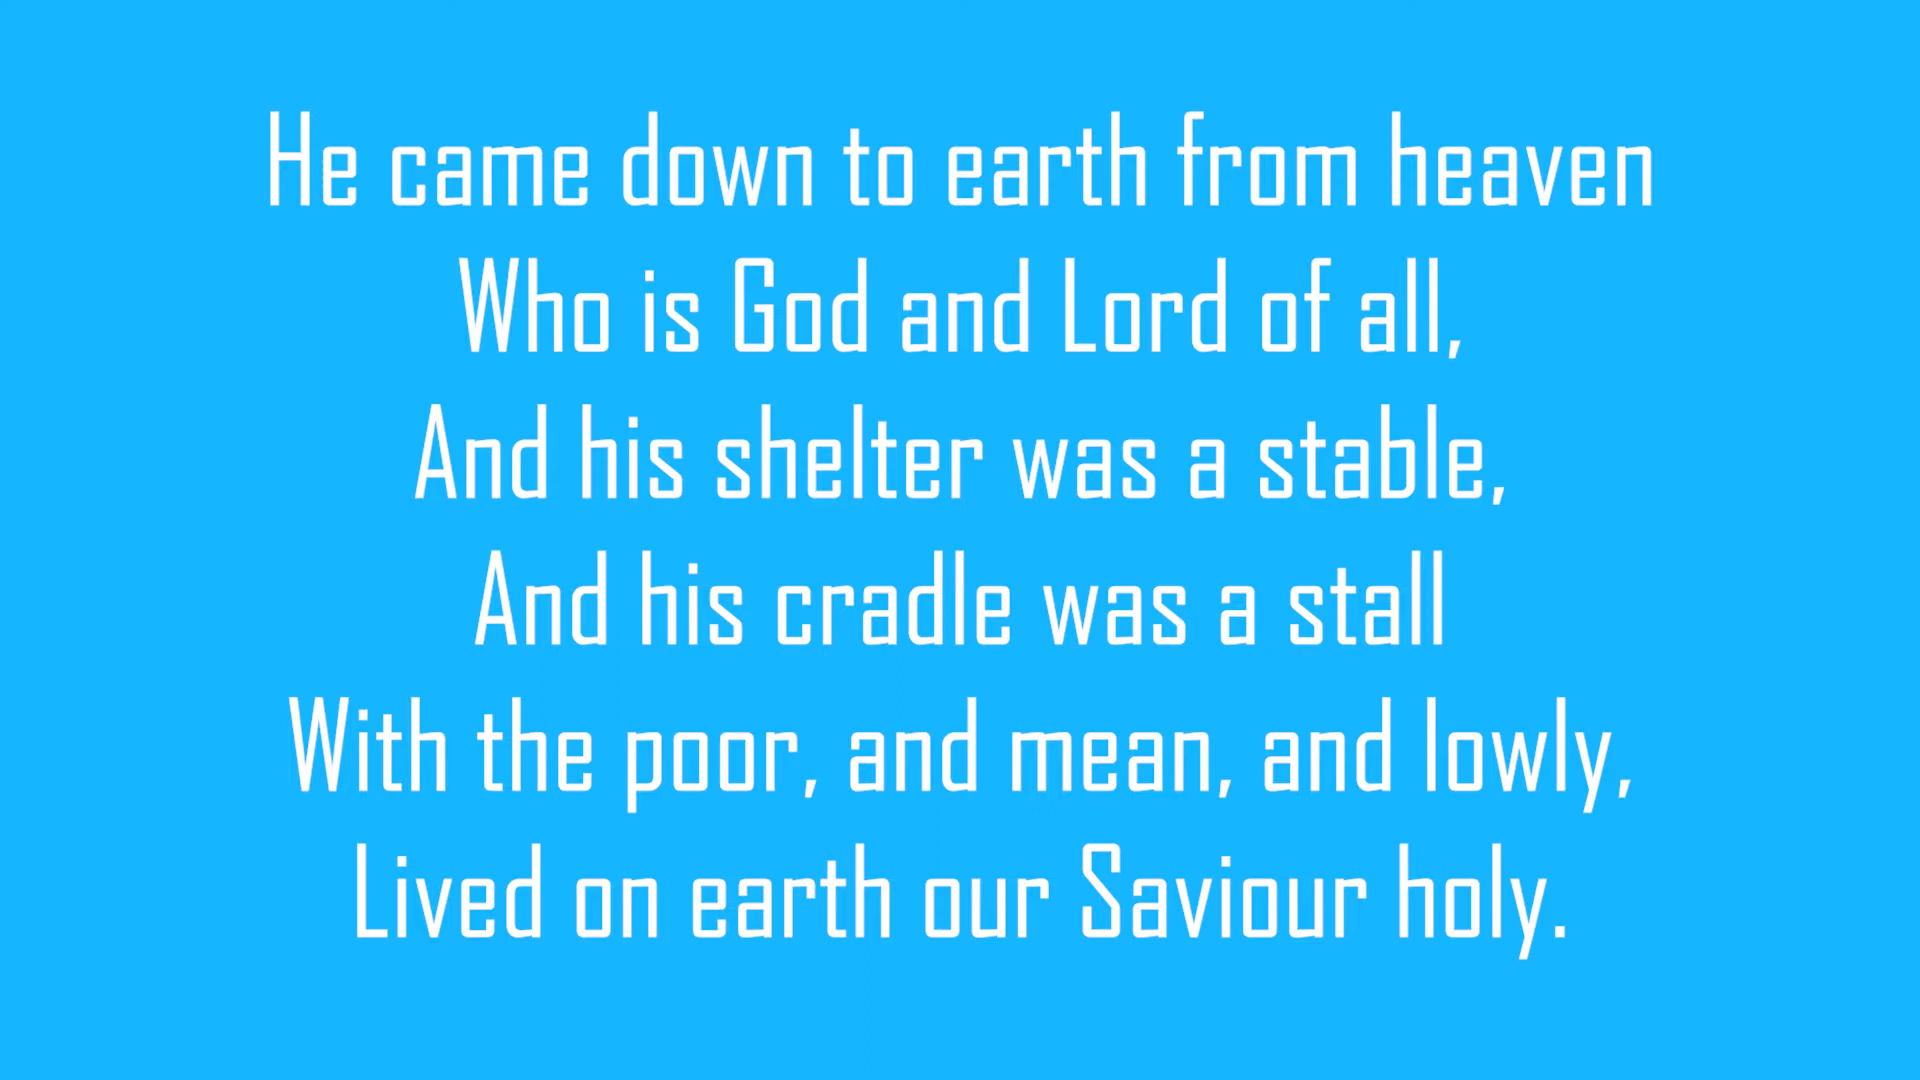 He came down to earth from heaven
Who is God and Lord of all,
And his shelter was a stable,
And his cradle was a stall
With the poor, and mean, and lowly,
Lived on earth our Saviour holy.